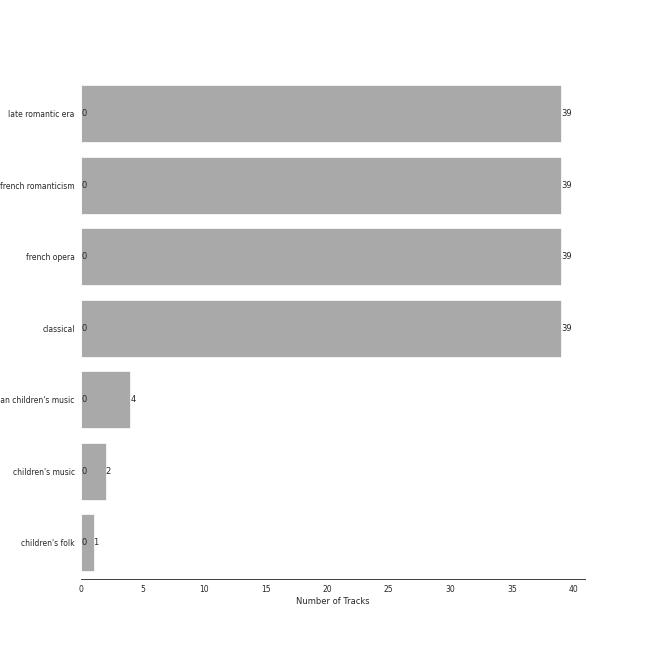 late romantic era 0 39
french romanticism 0 39
french opera 0 39
classical 0 39
an children's music 0 4
children's music 0 2
children's folk 0 1
0 5 10 15 20 25 30 35 40
Number of Tracks